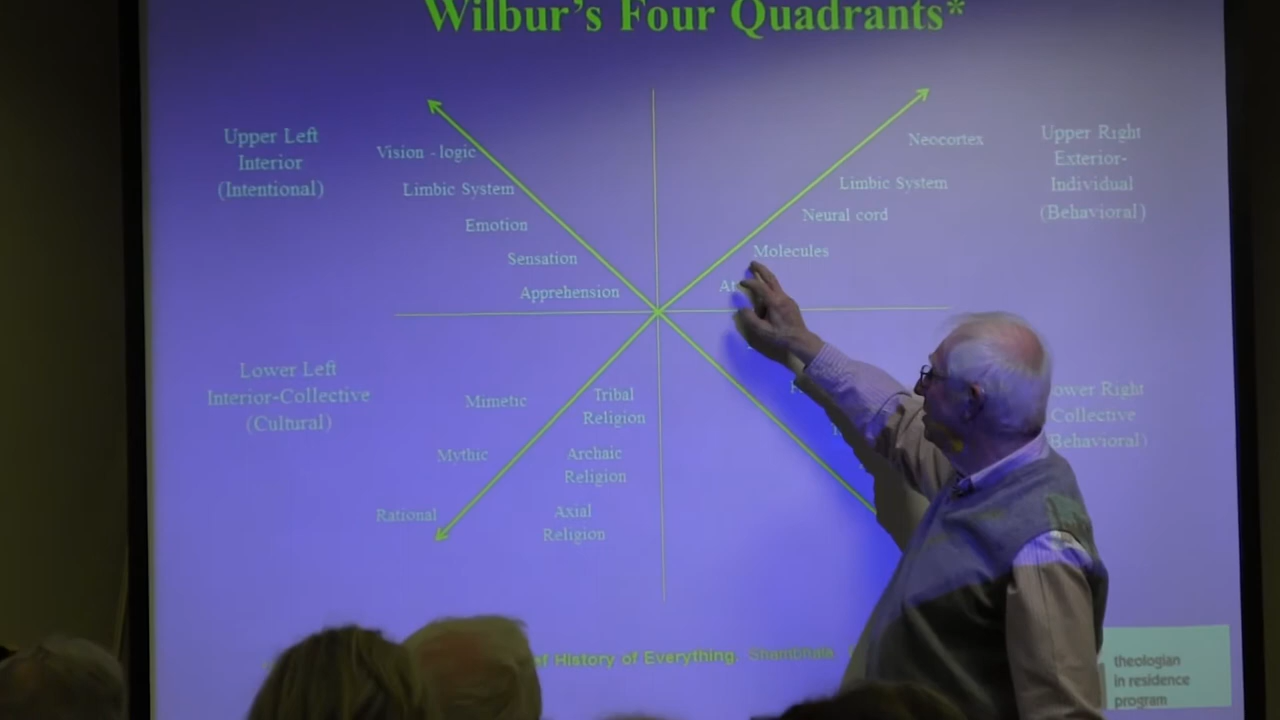 Wilbur's Four Quadrants*
Upper Left
Interior
(Intentional)
Vision - logic
Limbic System
Emotion
Sensation
Apprehension
Neocortex
Limbic System
Neural cord
Molecules
Upper Right
Exterior-
Individual
(Behavioral)
Lower Left
Interior-Collective
(Cultural)
Mimetic
Mythic
Rational
Tribal
Religion
Archaic
Religion
Axial
Religion
Right
Collective
Behavioral)
History of Everything, Shambhala,
theologian
in residence
program